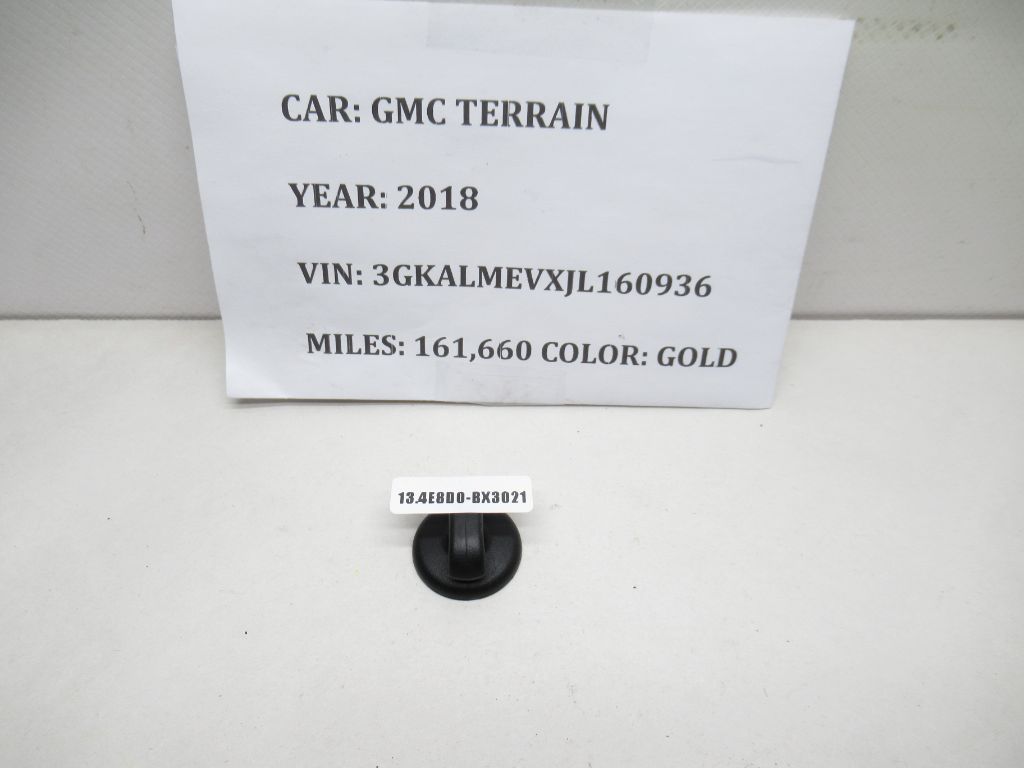 CAR: GMC TERRAIN
YEAR: 2018
VIN: 3GKALMEVXJL160936
MILES: 161,660 COLOR: GOLD
13.4E8D0-BX3021